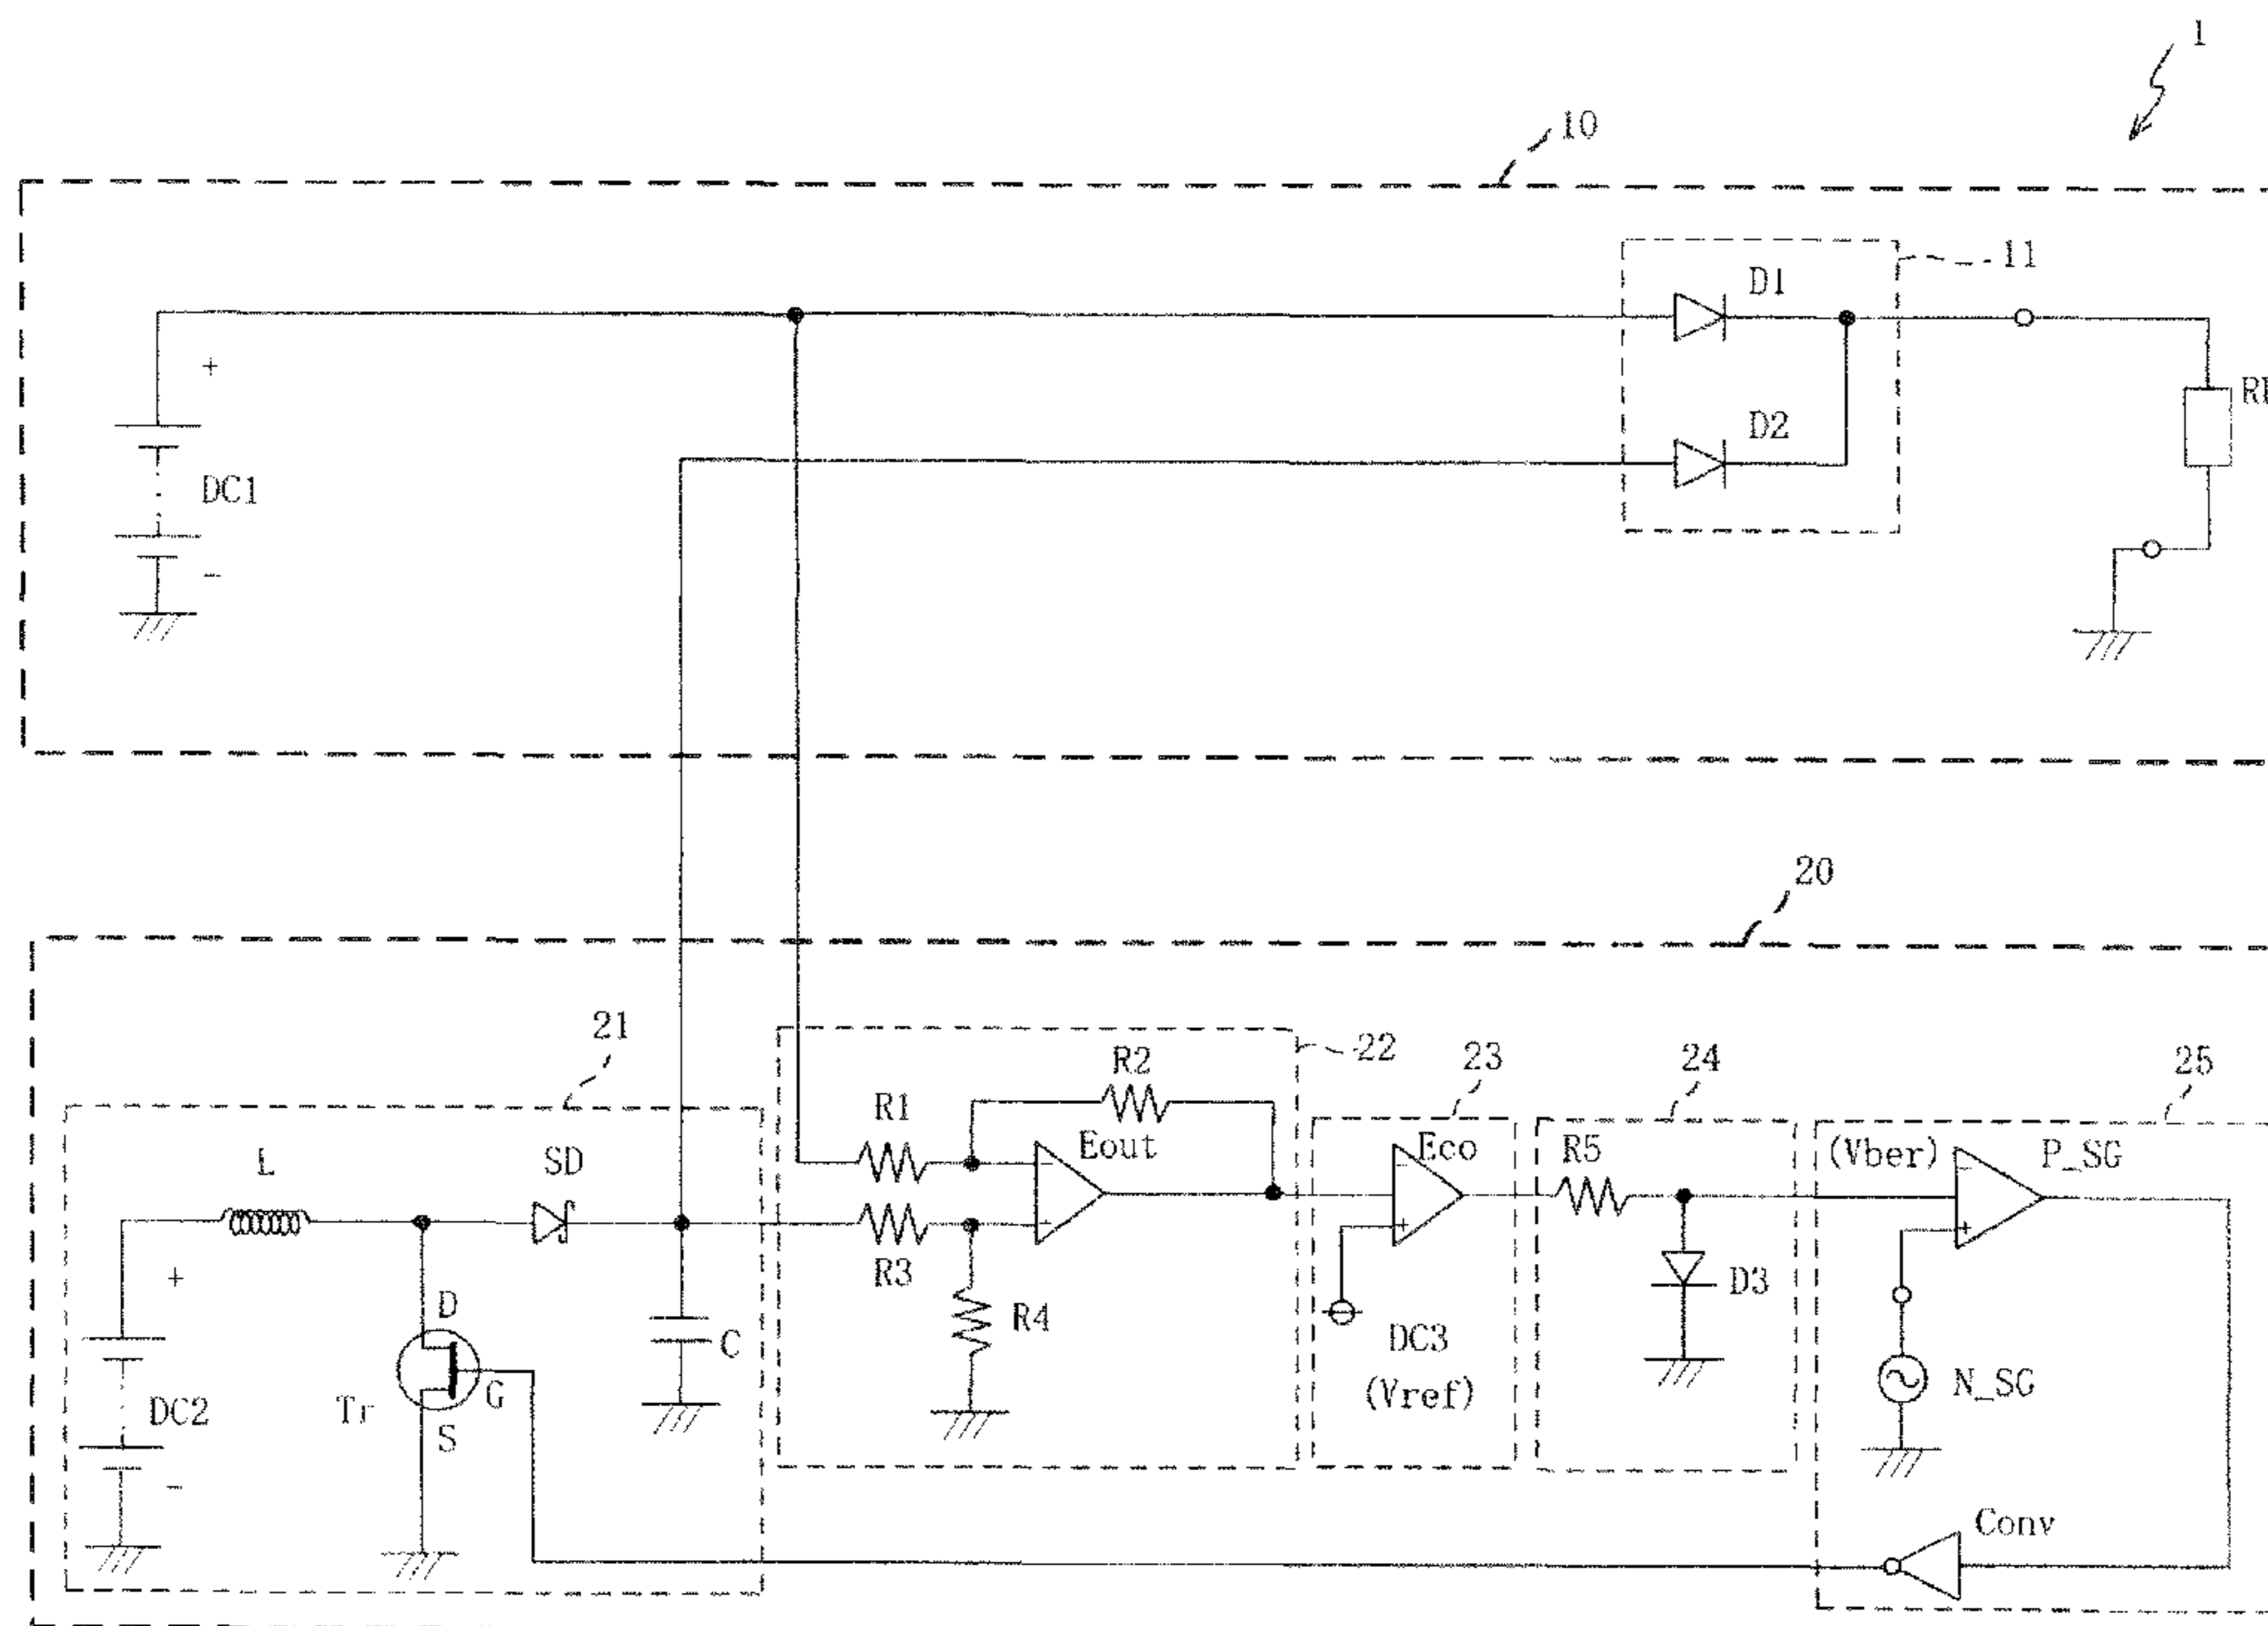 1
10
11
D1
+
D2
DC1
-
20
21
22
23
24
25
R2
R1
Eout
Eco
R5
(Vber)
P_SG
L
SD
-
-
-
+
+
+
R3
+
D
D3
R4
C
DC3
G
N_SG
(Vref)
Tr
DC2
S
-
Conv